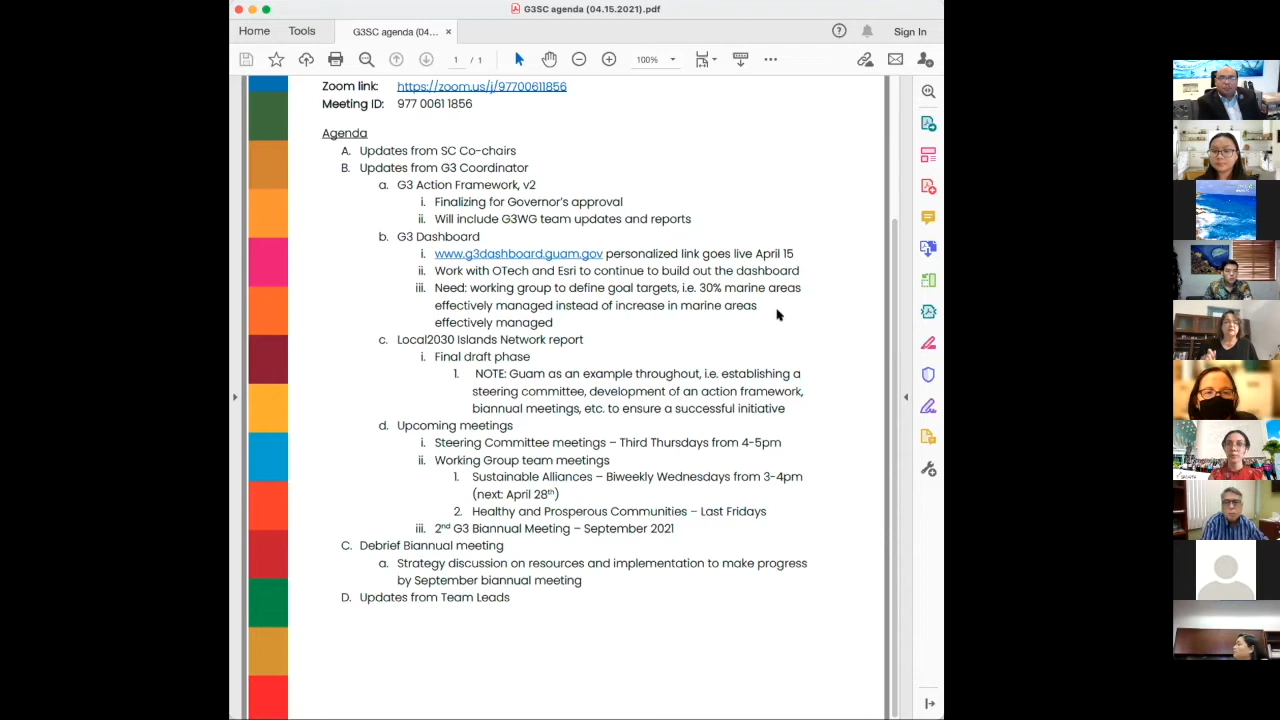 G3SC agenda (04.15.2021).pdf
Home
Tools
G3SC agenda (04... ×
Sign In
1 / 1
100%
Zoom link: https://zoom.us/j/97700611856
Meeting ID: 977 0061 1856
Agenda
A. Updates from SC Co-chairs
B. Updates from G3 Coordinator
a. G3 Action Framework, v2
i. Finalizing for Governor's approval
ii. Will include G3WG team updates and reports
b. G3 Dashboard
i. www.g3dashboard.guam.gov personalized link goes live April 15
ii. Work with OTech and Esri to continue to build out the dashboard
iii. Need: working group to define goal targets, i.e. 30% marine areas
effectively managed instead of increase in marine areas
effectively managed
c. Local2030 Islands Network report
i. Final draft phase
1. NOTE: Guam as an example throughout, i.e. establishing a
steering committee, development of an action framework,
biannual meetings, etc. to ensure a successful initiative
d. Upcoming meetings
i. Steering Committee meetings – Third Thursdays from 4-5pm
ii. Working Group team meetings
1. Sustainable Alliances – Biweekly Wednesdays from 3-4pm
(next: April 28th)
2. Healthy and Prosperous Communities – Last Fridays
iii. 2nd G3 Biannual Meeting – September 2021
C. Debrief Biannual meeting
a. Strategy discussion on resources and implementation to make progress
by September biannual meeting
D. Updates from Team Leads